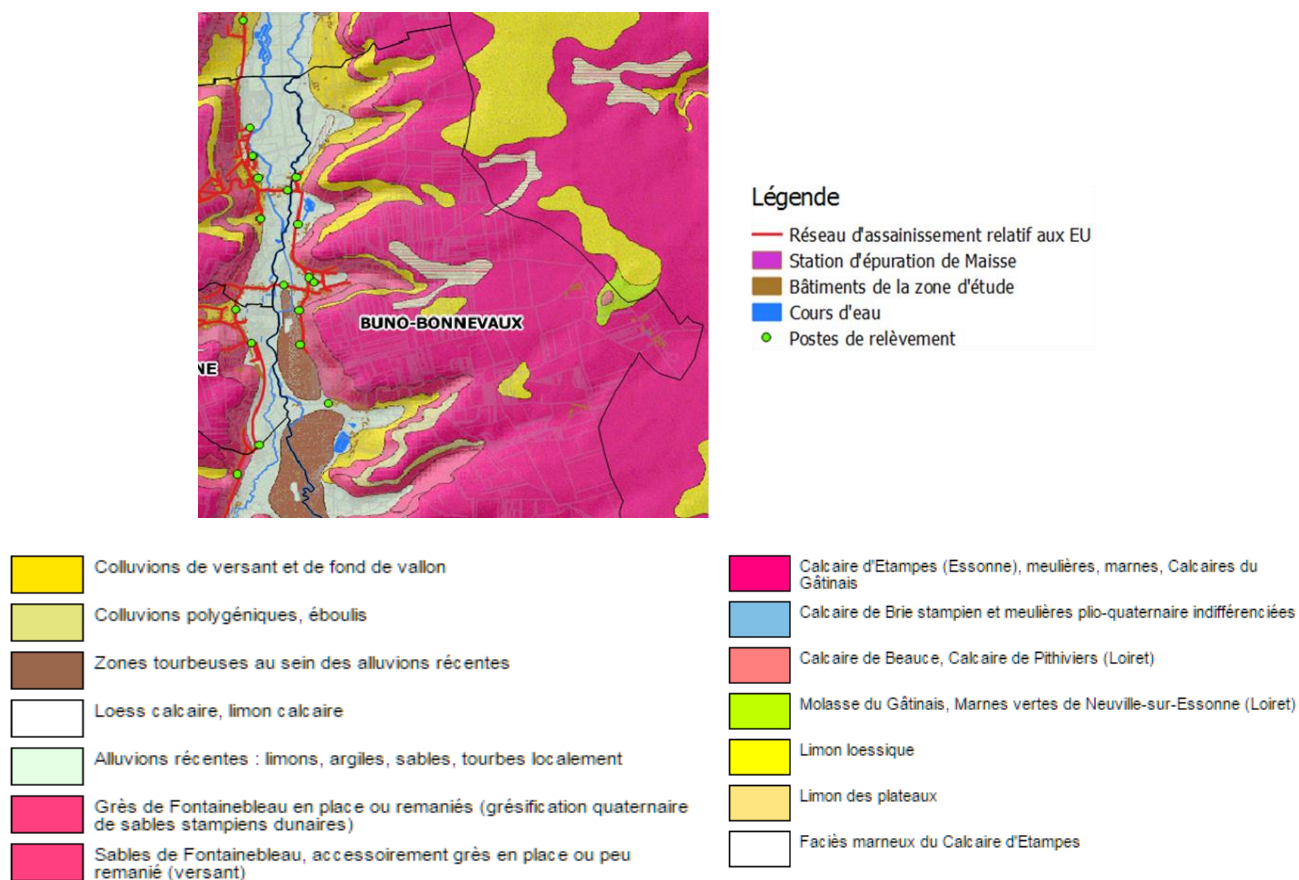 BUNO-BONNEVAUX
NE
Légende
Réseau d'assainissement relatif aux EU
Station d'épuration de Maisse
Bâtiments de la zone d'étude
Cours d'eau
Postes de relèvement
Colluvions de versant et de fond de vallon
Colluvions polygéniques, éboulis
Zones tourbeuses au sein des alluvions récentes
Loess calcaire, limon calcaire
Alluvions récentes : limons, argiles, sables, tourbes localement
Grès de Fontainebleau en place ou remaniés (grésification quaternaire
de sables stampiens dunaires)
Sables de Fontainebleau, accessoirement grès en place ou peu
remanié (versant)
Calcaire d'Etampes (Essonne), meulières, marnes, Calcaires du
Gâtinais
Calcaire de Brie stampien et meulières plio-quaternaire indifférenciées
Calcaire de Beauce, Calcaire de Pithiviers (Loiret)
Molasse du Gâtinais, Marnes vertes de Neuville-sur-Essonne (Loiret)
Limon loessique
Limon des plateaux
Faciès marneux du Calcaire d'Etampes